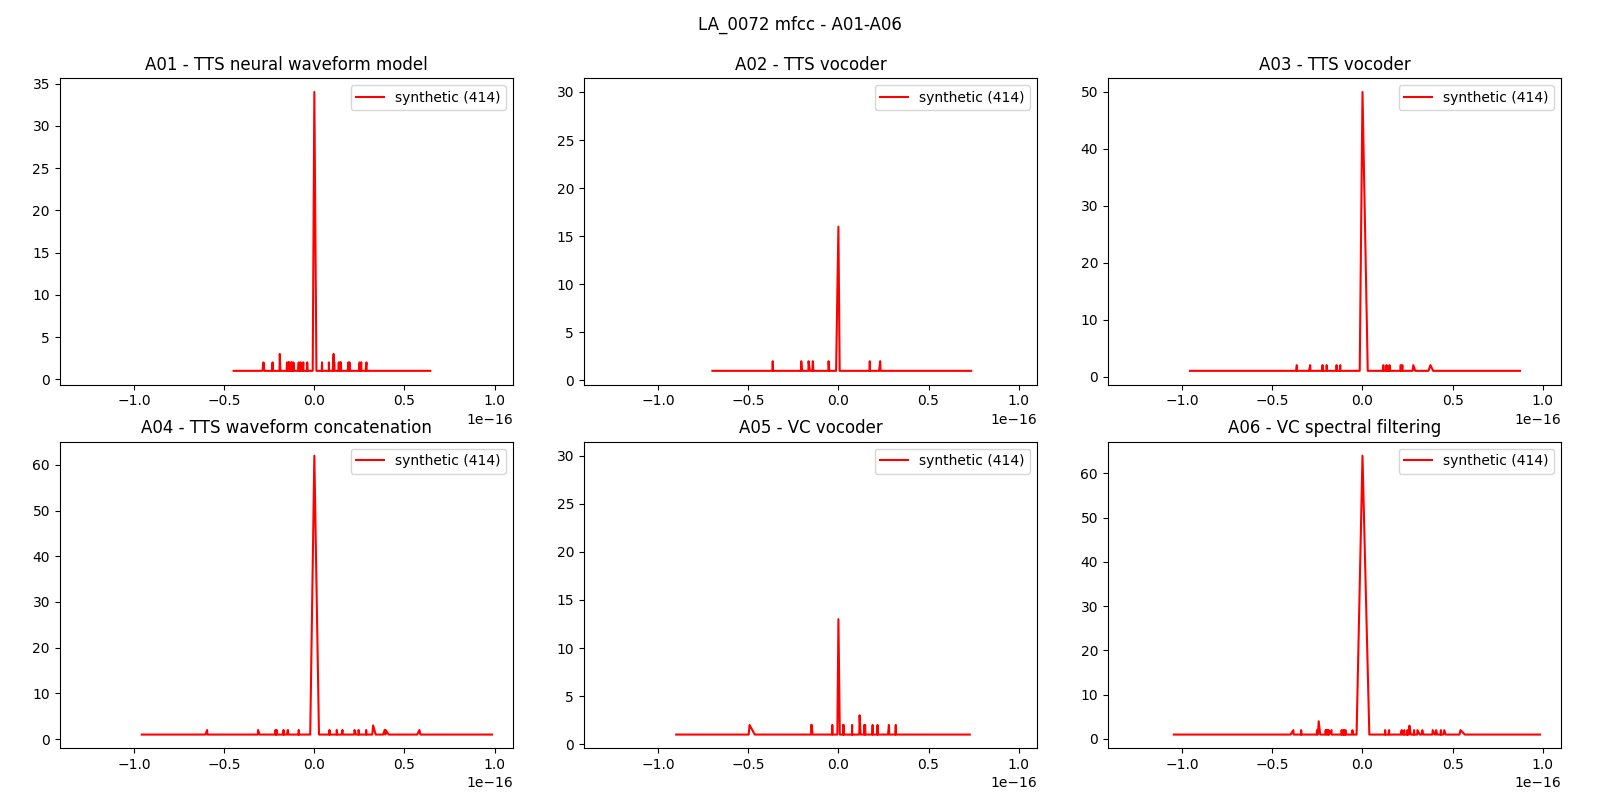 LA_0072 mfcc - A01-A06
A01 - TTS neural waveform model
synthetic (414)
35
30
25
20
15
10
5
0
−1.0 −0.5 0.0 0.5 1.0
1e−16
A02 - TTS vocoder
synthetic (414)
30
25
20
15
10
5
0
−1.0 −0.5 0.0 0.5 1.0
1e−16
A03 - TTS vocoder
synthetic (414)
50
40
30
20
10
0
−1.0 −0.5 0.0 0.5 1.0
1e−16
A04 - TTS waveform concatenation
synthetic (414)
60
50
40
30
20
10
0
−1.0 −0.5 0.0 0.5 1.0
1e−16
A05 - VC vocoder
synthetic (414)
30
25
20
15
10
5
0
−1.0 −0.5 0.0 0.5 1.0
1e−16
A06 - VC spectral filtering
synthetic (414)
60
50
40
30
20
10
0
−1.0 −0.5 0.0 0.5 1.0
1e−16